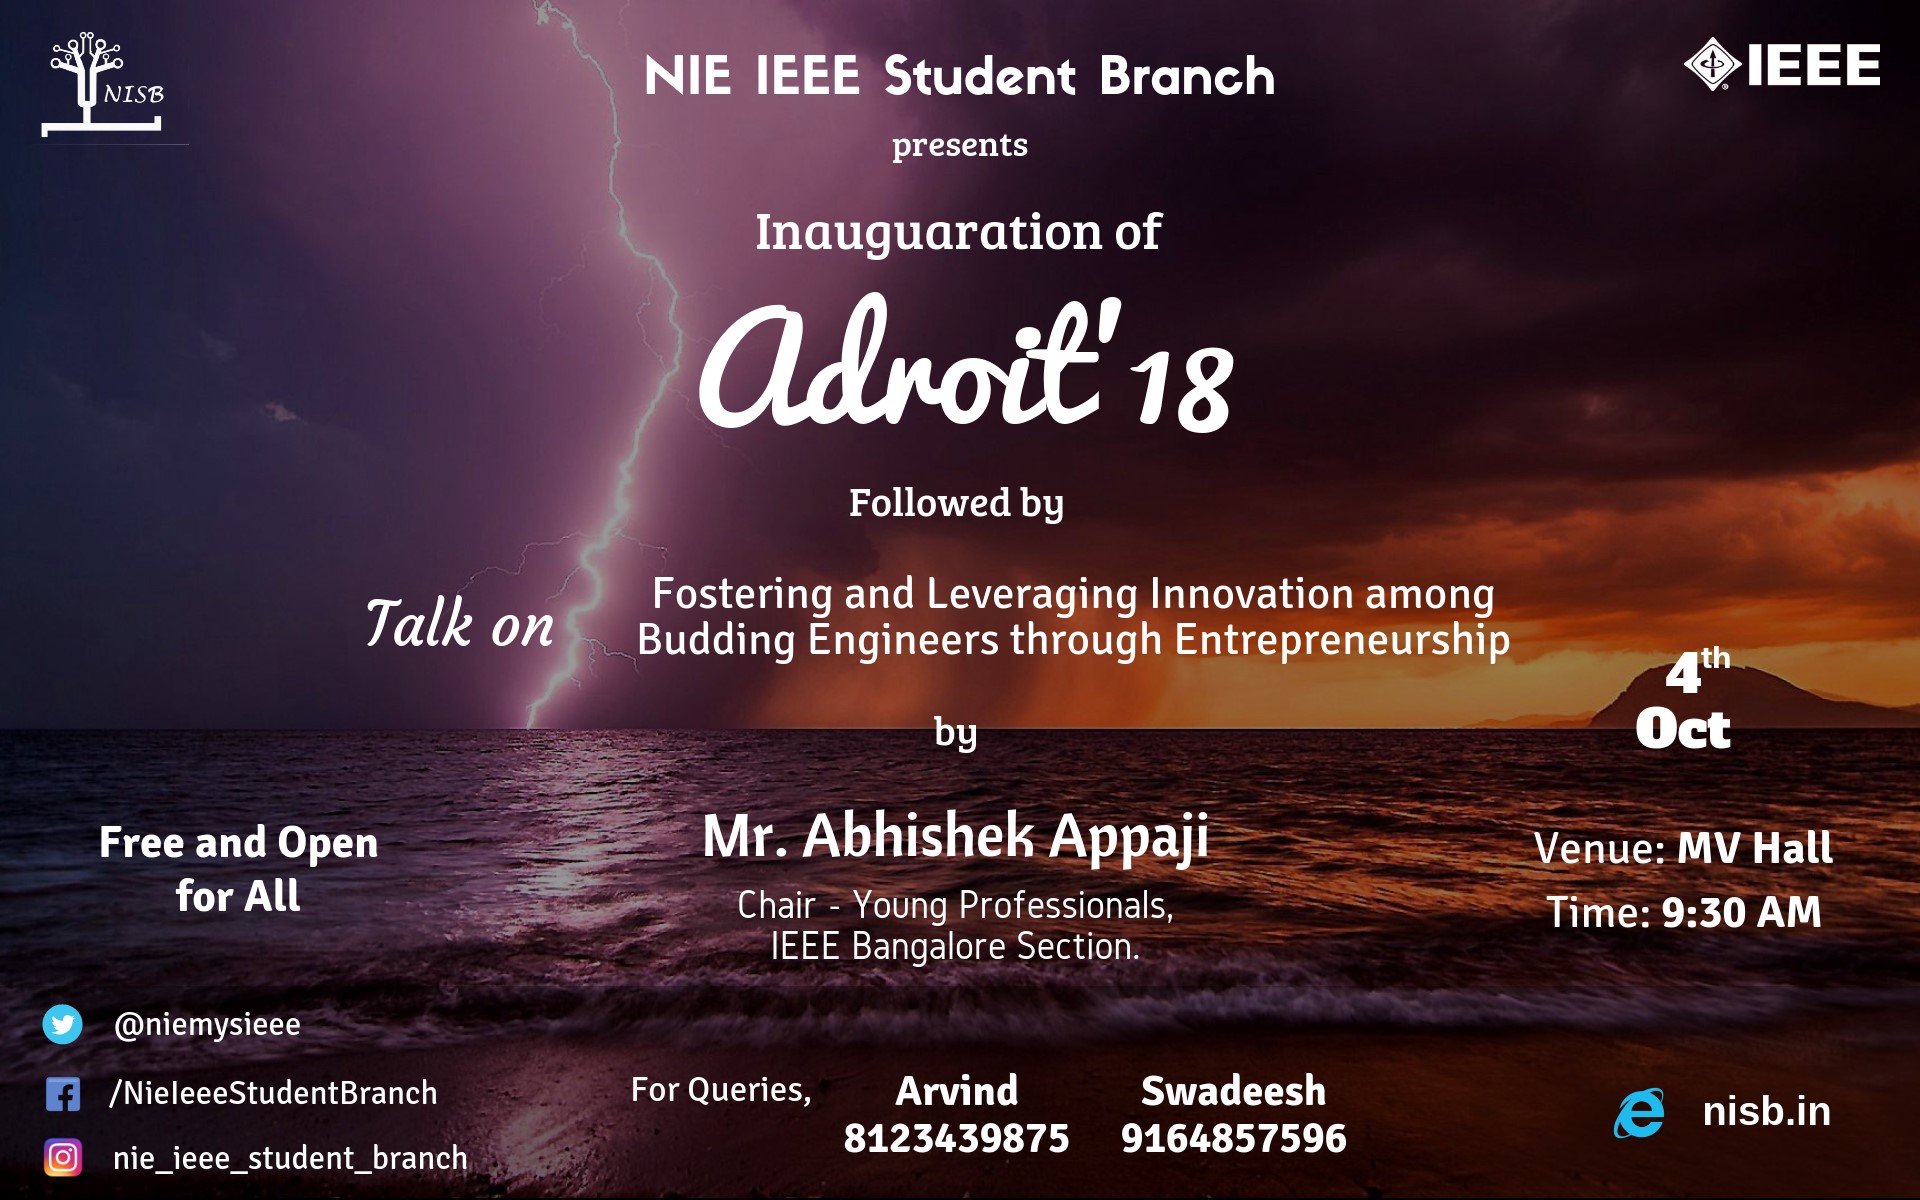 NISB
NIE IEEE Student Branch
IEEE
presents
Inauguaration of
Adroit'18
Followed by
Talk on
Fostering and Leveraging Innovation among
Budding Engineers through Entrepreneurship
4th
Oct
by
Mr. Abhishek Appaji
Chair - Young Professionals,
IEEE Bangalore Section.
Free and Open
for All
Venue: MV Hall
Time: 9:30 AM
@niemysieee
/NieIeeeStudentBranch
nie_ieee_student_branch
For Queries,
Arvind
8123439875
Swadeesh
9164857596
nisb.in